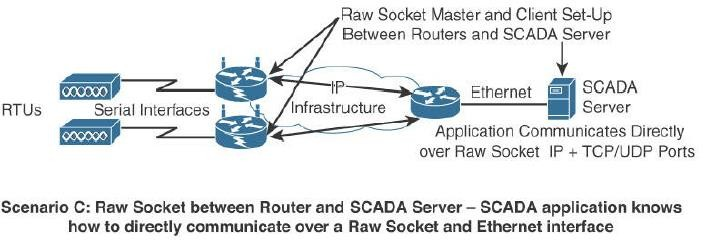 Raw Socket Master and Client Set-Up
Between Routers and SCADA Server
IP
Infrastructure
Ethernet
SCADA
Server
RTUs
Serial Interfaces
Application Communicates Directly
over Raw Socket IP + TCP/UDP Ports
Scenario C: Raw Socket between Router and SCADA Server – SCADA application knows
how to directly communicate over a Raw Socket and Ethernet interface